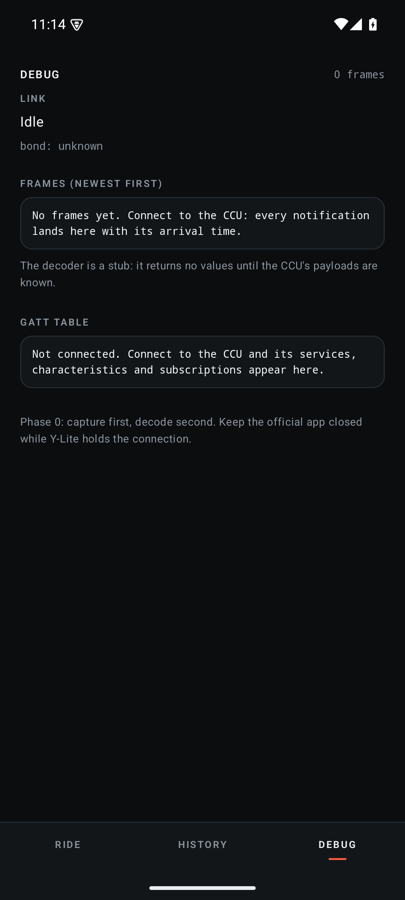 11:14
DEBUG
0 frames
LINK
Idle
bond: unknown
FRAMES (NEWEST FIRST)
No frames yet. Connect to the CCU: every notification
lands here with its arrival time.
The decoder is a stub: it returns no values until the CCU's payloads are
known.
GATT TABLE
Not connected. Connect to the CCU and its services,
characteristics and subscriptions appear here.
Phase 0: capture first, decode second. Keep the official app closed
while Y-Lite holds the connection.
RIDE
HISTORY
DEBUG